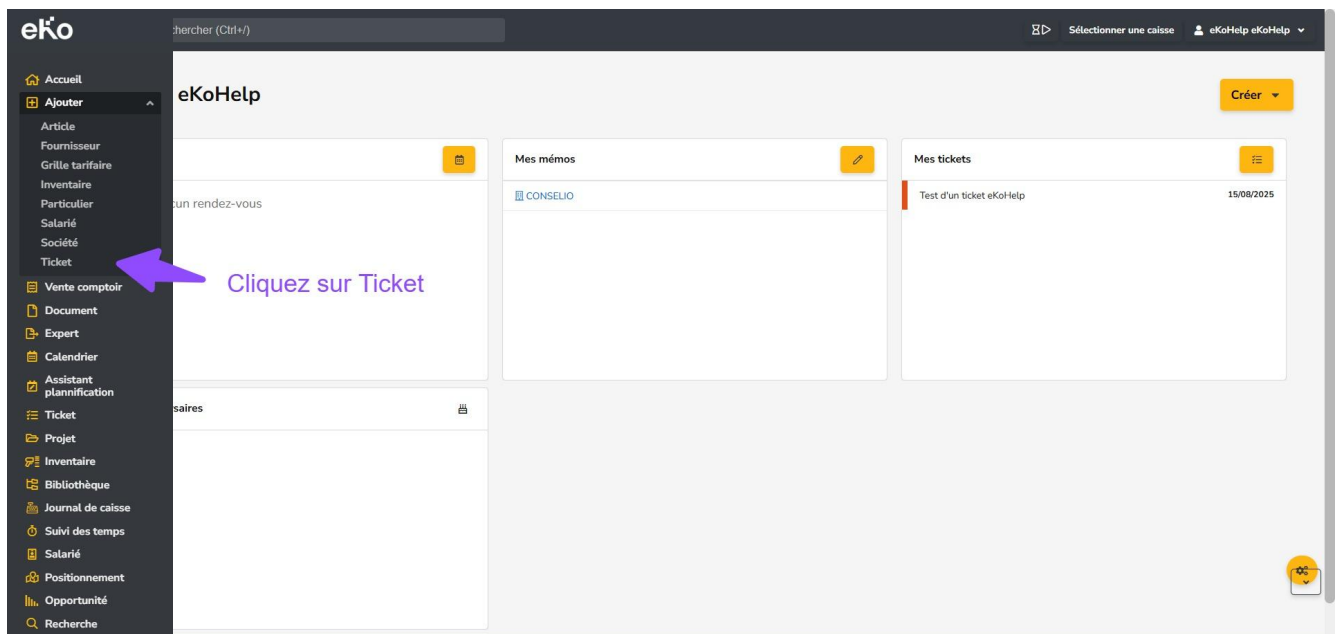 eKo
chercher (Ctrl+/)
Sélectionner une caisse
eKoHelp eKoHelp
Accueil
Ajouter
Article
Fournisseur
Grille tarifaire
Inventaire
Particulier
Salarié
Société
Ticket
Vente comptoir
Document
Expert
Calendrier
Assistant
plannification
Ticket
Projet
Inventaire
Bibliothèque
Journal de caisse
Suivi des temps
Salarié
Positionnement
Opportunité
Recherche
eKoHelp
Créer
cun rendez-vous
Mes mémos
CONSELIO
Mes tickets
Test d'un ticket eKoHelp
15/08/2025
Cliquez sur Ticket
saires